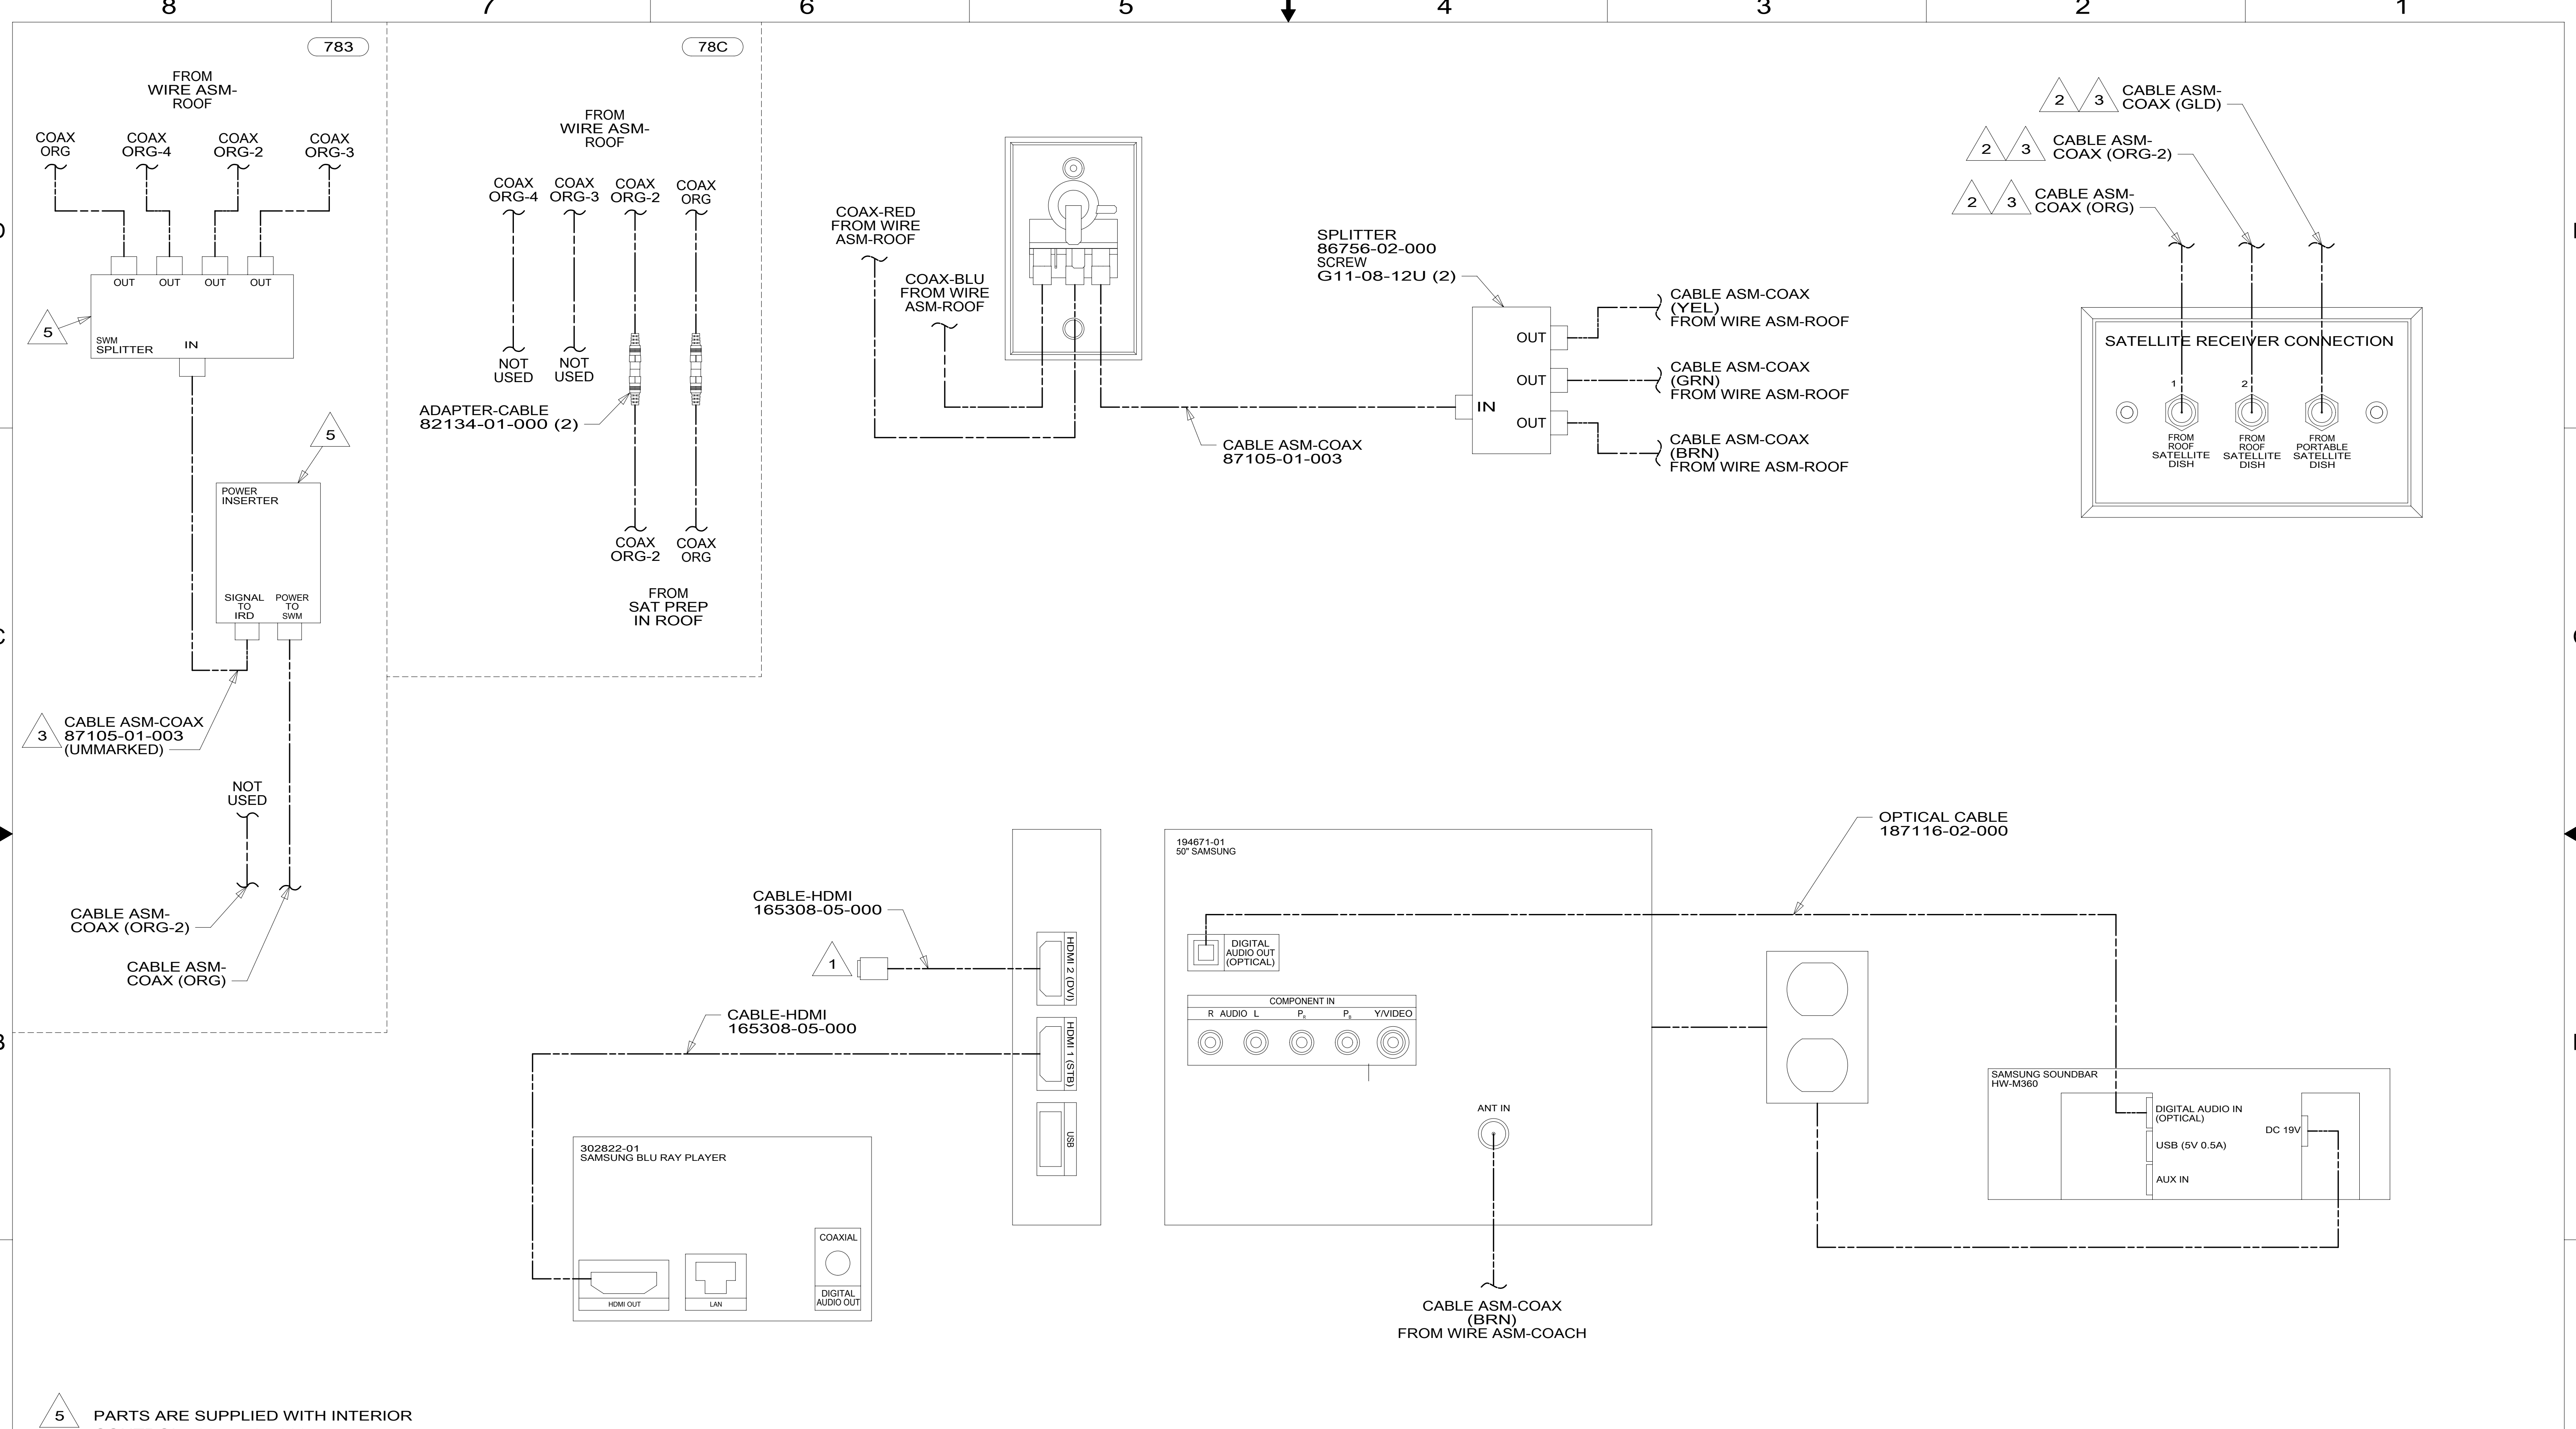 8 7 6 5 4 3 2 1
783
FROM
WIRE ASM-
ROOF
COAX
ORG
COAX
ORG-4
COAX
ORG-2
COAX
ORG-3
OUT OUT OUT OUT
5
SWM
SPLITTER
IN
5
POWER
INSERTER
SIGNAL
TO
IRD
POWER
TO
SWM
3
CABLE ASM-COAX
87105-01-003
(UMMARKED)
NOT
USED
CABLE ASM-
COAX (ORG-2)
CABLE ASM-
COAX (ORG)
78C
FROM
WIRE ASM-
ROOF
COAX
ORG-4
COAX
ORG-3
COAX
ORG-2
COAX
ORG
NOT
USED
NOT
USED
ADAPTER-CABLE
82134-01-000 (2)
COAX
ORG-2
COAX
ORG
FROM
SAT PREP
IN ROOF
COAX-RED
FROM WIRE
ASM-ROOF
COAX-BLU
FROM WIRE
ASM-ROOF
CABLE ASM-COAX
87105-01-003
SPLITTER
86756-02-000
SCREW
G11-08-12U (2)
IN
OUT
OUT
OUT
CABLE ASM-COAX
(YEL)
FROM WIRE ASM-ROOF
CABLE ASM-COAX
(GRN)
FROM WIRE ASM-ROOF
CABLE ASM-COAX
(BRN)
FROM WIRE ASM-ROOF
2 3
CABLE ASM-
COAX (GLD)
2 3
CABLE ASM-
COAX (ORG-2)
2 3
CABLE ASM-
COAX (ORG)
SATELLITE RECEIVER CONNECTION
1
2
FROM
ROOF
SATELLITE
DISH
FROM
ROOF
SATELLITE
DISH
FROM
PORTABLE
SATELLITE
DISH
CABLE-HDMI
165308-05-000
1
CABLE-HDMI
165308-05-000
HDMI 2 (DVI)
HDMI 1 (STB)
USB
302822-01
SAMSUNG BLU RAY PLAYER
HDMI OUT
LAN
COAXIAL
DIGITAL
AUDIO OUT
194671-01
50" SAMSUNG
DIGITAL
AUDIO OUT
(OPTICAL)
COMPONENT IN
R AUDIO L
Y/VIDEO
ANT IN
CABLE ASM-COAX
(BRN)
FROM WIRE ASM-COACH
OPTICAL CABLE
187116-02-000
SAMSUNG SOUNDBAR
HW-M360
DIGITAL AUDIO IN
(OPTICAL)
USB (5V 0.5A)
AUX IN
DC 19V
5
PARTS ARE SUPPLIED WITH INTERIOR